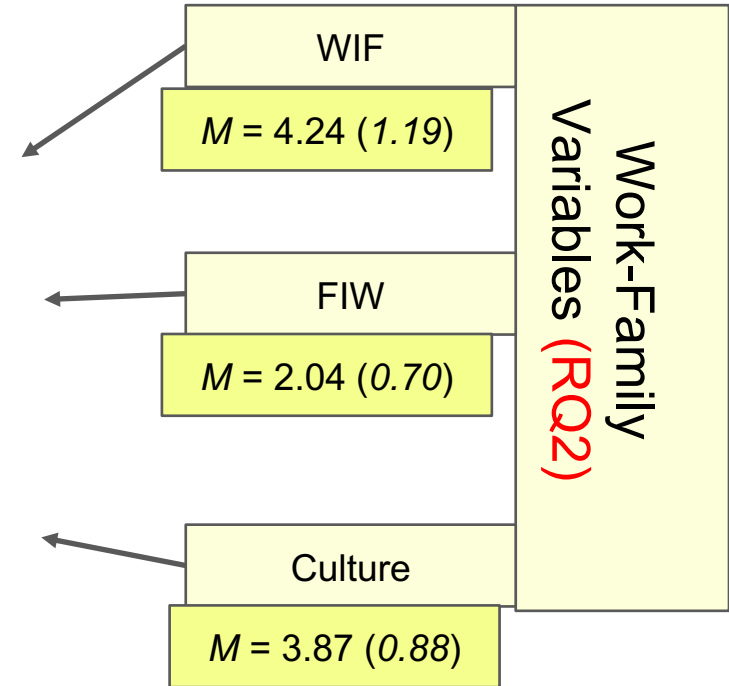 WIF
M = 4.24 (1.19)
FIW
M = 2.04 (0.70)
Culture
M = 3.87 (0.88)
Work-Family
Variables (RQ2)